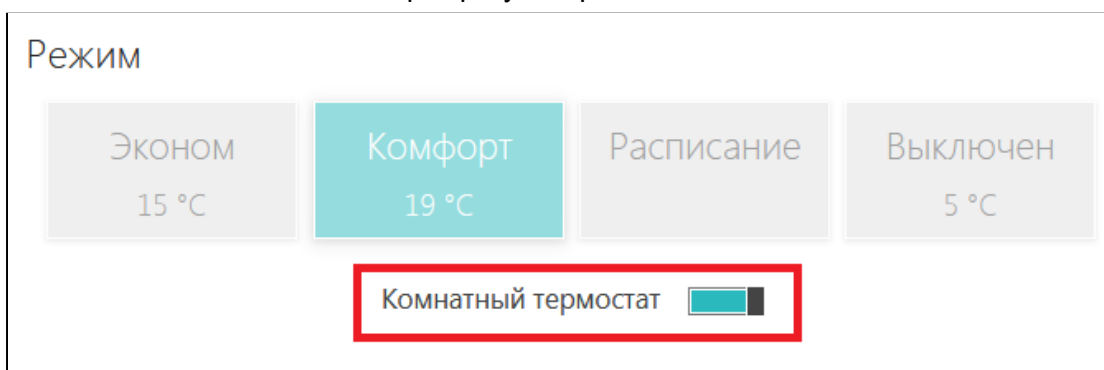 Режим
Эконом Комфорт Расписание Выключен
15 °C 19 °C 5 °C
Комнатный термостат